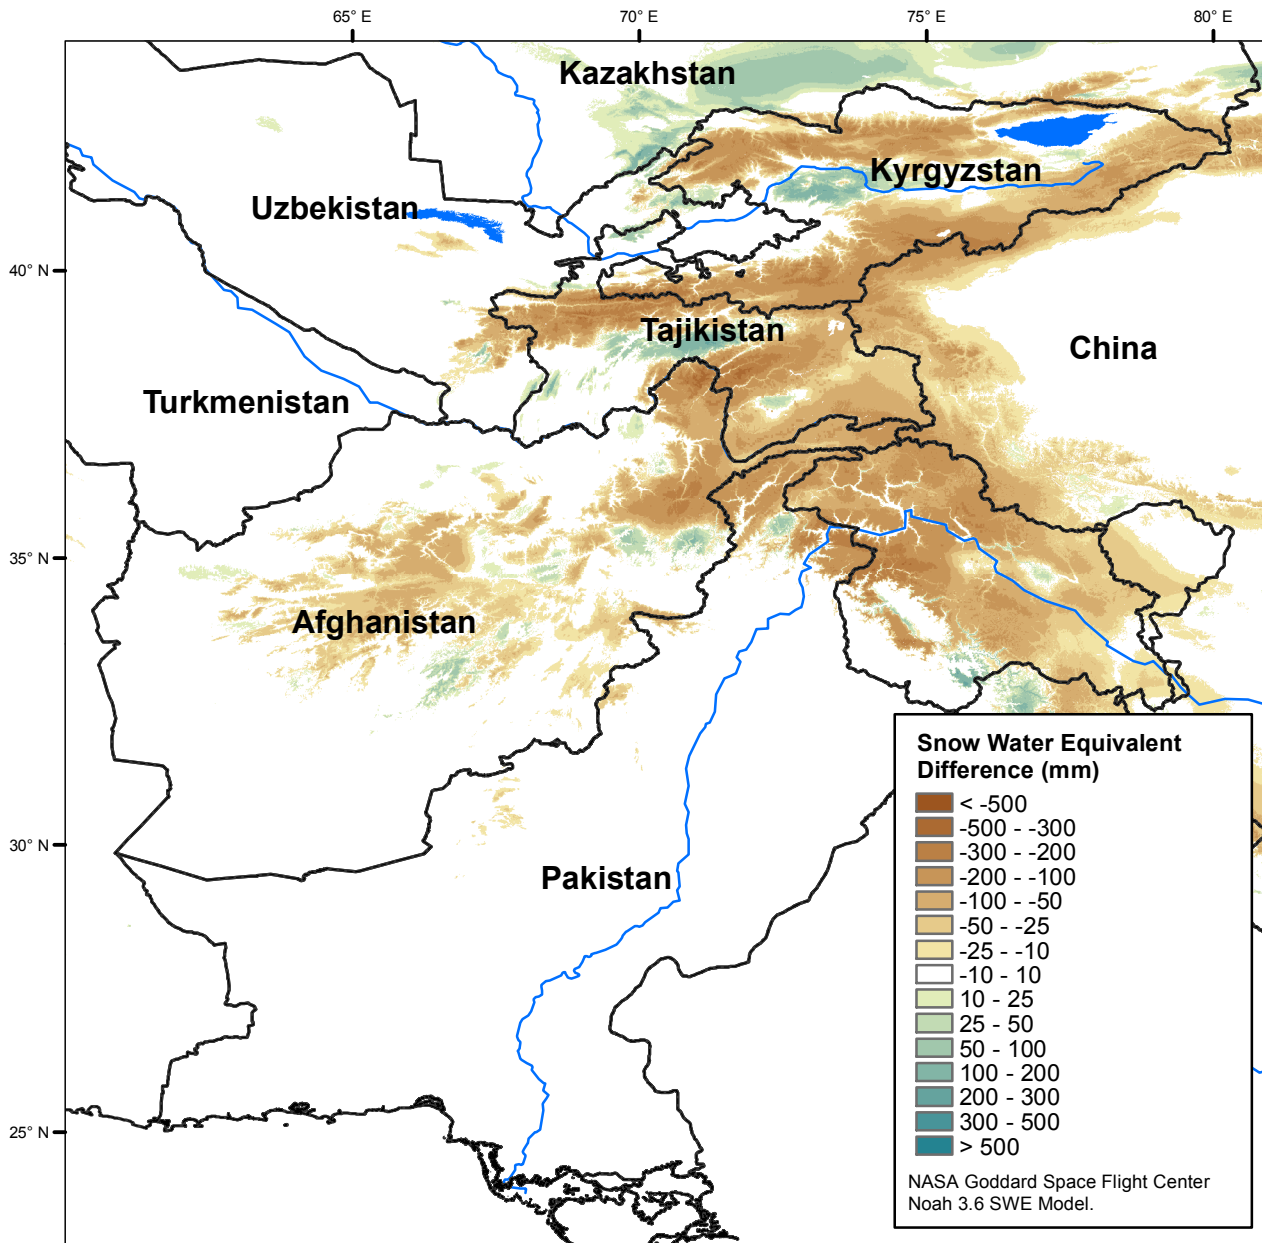 65° E
70° E
75° E
80° E
Kazakhstan
Kyrgyzstan
Uzbekistan
40° N
Tajikistan
China
Turkmenistan
35° N
Afghanistan
30° N
Pakistan
25° N
Snow Water Equivalent
Difference (mm)
< -500
-500 - -300
-300 - -200
-200 - -100
-100 - -50
-50 - -25
-25 - -10
-10 - 10
10 - 25
25 - 50
50 - 100
100 - 200
200 - 300
300 - 500
> 500
NASA Goddard Space Flight Center
Noah 3.6 SWE Model.